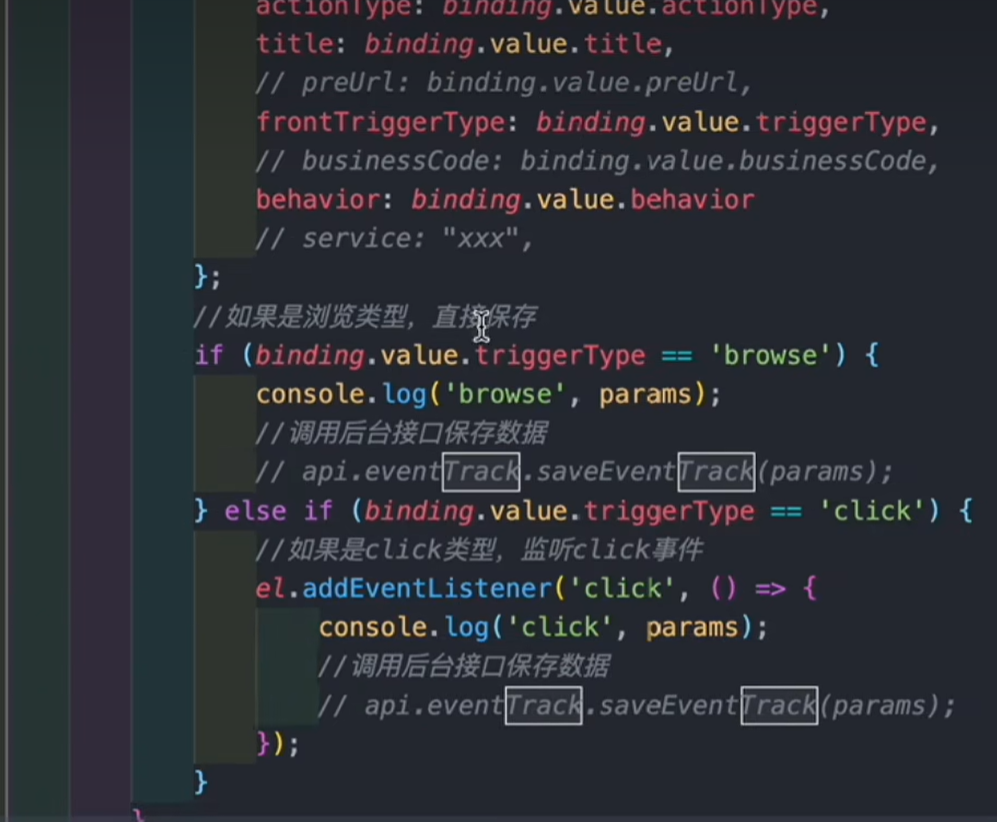 actionType: binding.value.actionType,
title: binding.value.title,
// preUrl: binding.value.preUrl,
frontTriggerType: binding.value.triggerType,
// businessCode: binding.value.businessCode,
behavior: binding.value.behavior
// service: "xxx",
};
//如果是浏览类型，直接保存
if (binding.value.triggerType == 'browse') {
console.log('browse', params);
//调用后台接口保存数据
// api.eventTrack.saveEventTrack(params);
} else if (binding.value.triggerType == 'click') {
//如果是click类型，监听click事件
el.addEventListener('click', () => {
console.log('click', params);
//调用后台接口保存数据
// api.eventTrack.saveEventTrack(params);
});
}
}